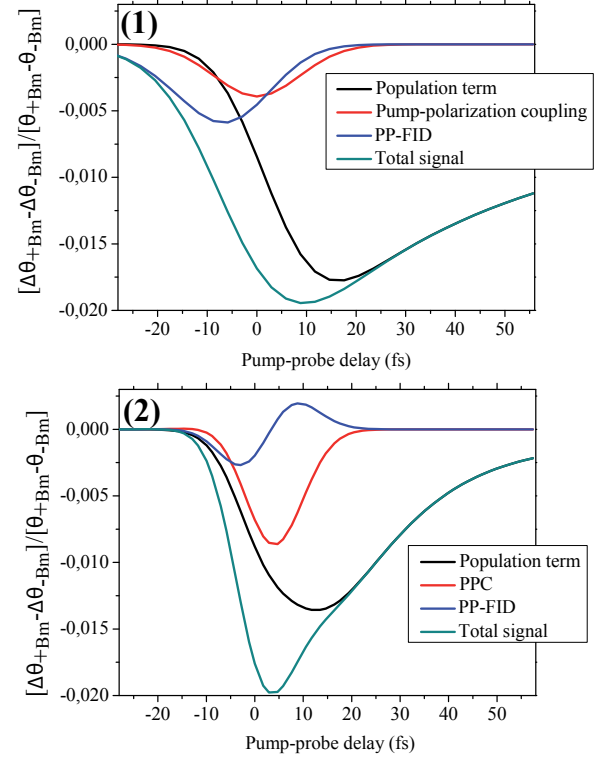 (1)
[Δθ+Bm-Δθ-Bm]/[θ+Bm-θ-Bm]
0,000
-0,005
-0,010
-0,015
-0,020
Population term
Pump-polarization coupling
PP-FID
Total signal
-20 -10 0 10 20 30 40 50
Pump-probe delay (fs)
(2)
[Δθ+Bm-Δθ-Bm]/[θ+Bm-θ-Bm]
0,000
-0,005
-0,010
-0,015
-0,020
Population term
PPC
PP-FID
Total signal
-20 -10 0 10 20 30 40 50
Pump-probe delay (fs)